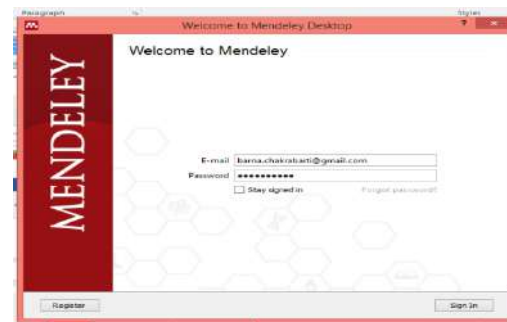 Paragraph
Styles
Welcome to Mendeley Desktop
?
Welcome to Mendeley
MENDELEY
E-mail barna.chakrabarti@gmail.com
Password ••••••••••
Stay signed in Forgot password?
Register Sign In